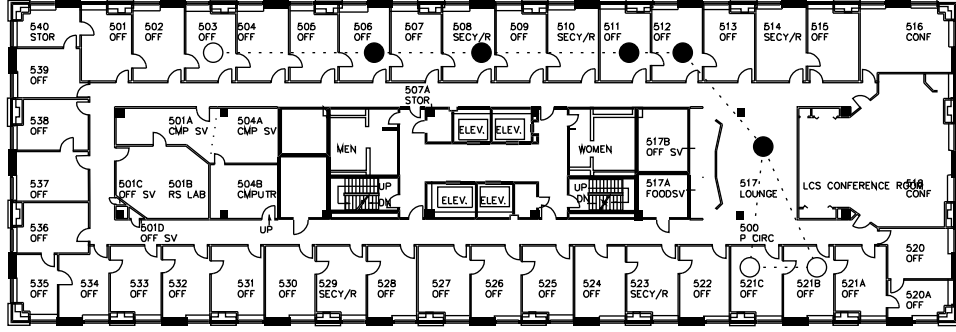 540
STOR
501
OFF
502
OFF
503
OFF
504
OFF
505
OFF
506
OFF
507
OFF
508
SECY/R
509
OFF
510
SECY/R
511
OFF
512
OFF
513
OFF
514
SECY/R
515
OFF
516
CONF
539
OFF
538
OFF
537
OFF
536
OFF
535
OFF
507A
STOR
501A
CMP SV
504A
CMP SV
ELEV.
ELEV.
MEN
WOMEN
517B
OFF SV
501C
OFF SV
501B
RS LAB
504B
CMPUTR
UP
DN
ELEV.
ELEV.
UP
DN
517A
FOODSV
517
LOUNGE
LCS CONFERENCE ROOM
CONF
501D
OFF SV
UP
500
P CIRC
534
OFF
533
OFF
532
OFF
531
OFF
530
OFF
529
SECY/R
528
OFF
527
OFF
526
OFF
525
OFF
524
OFF
523
SECY/R
522
OFF
521C
OFF
521B
OFF
521A
OFF
520
OFF
520A
OFF